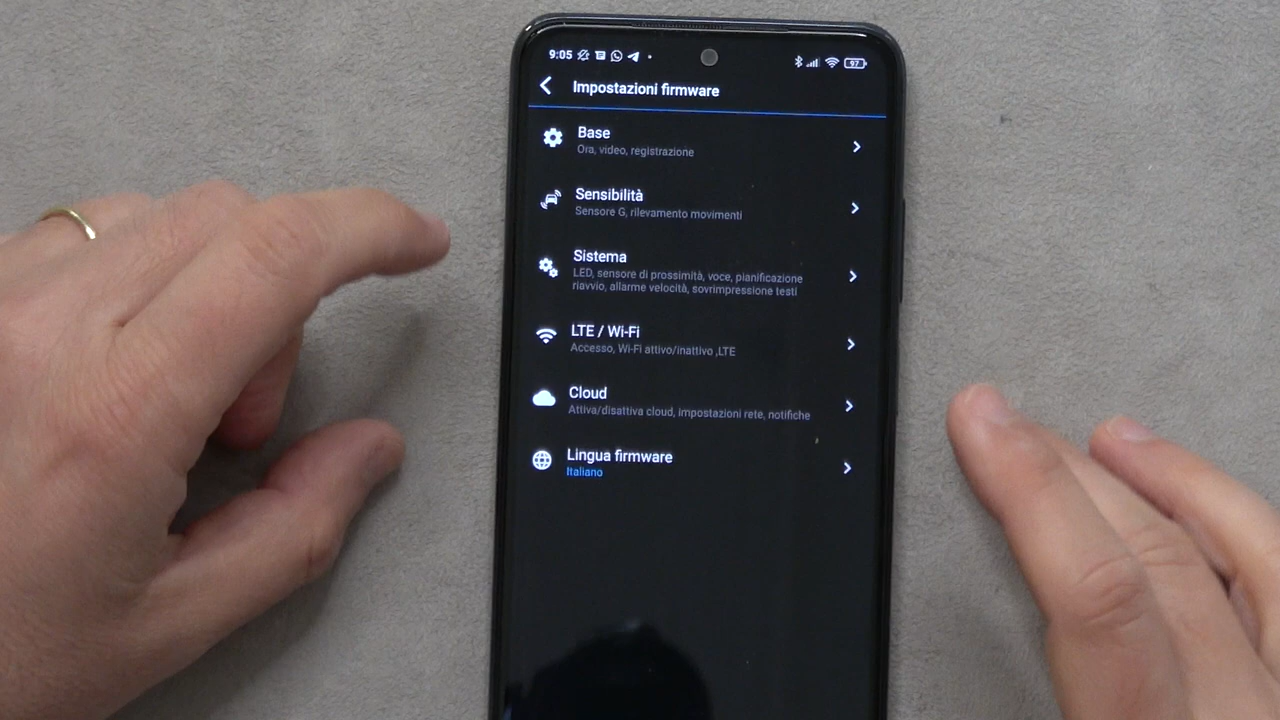 9:05
97
Impostazioni firmware
Base
Ora, video, registrazione
Sensibilità
Sensore G, rilevamento movimenti
Sistema
LED, sensore di prossimità, voce, pianificazione
riavvio, allarme velocità, sovrimpressione testi
LTE / Wi-Fi
Accesso, Wi-Fi attivo/inattivo ,LTE
Cloud
Attiva/disattiva cloud, impostazioni rete, notifiche
Lingua firmware
Italiano